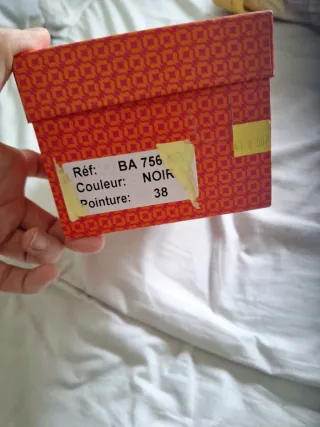 Réf: BA 756
Couleur: NOIR
Pointure: 38